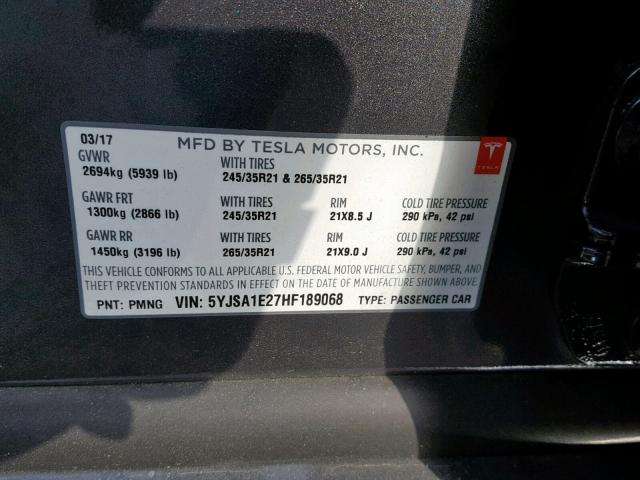 03/17 MFD BY TESLA MOTORS, INC.
GVWR WITH TIRES
2694kg (5939 lb) 245/35R21 & 265/35R21
TESLA
GAWR FRT WITH TIRES RIM COLD TIRE PRESSURE
1300kg (2866 lb) 245/35R21 21X8.5 J 290 kPa, 42 psi
GAWR RR WITH TIRES RIM COLD TIRE PRESSURE
1450kg (3196 lb) 265/35R21 21X9.0 J 290 kPa, 42 psi
THIS VEHICLE CONFORMS TO ALL APPLICABLE U.S. FEDERAL MOTOR VEHICLE SAFETY, BUMPER, AND
THEFT PREVENTION STANDARDS IN EFFECT ON THE DATE OF MANUFACTURE SHOWN ABOVE.
PNT: PMNG VIN: 5YJSA1E27HF189068 TYPE: PASSENGER CAR